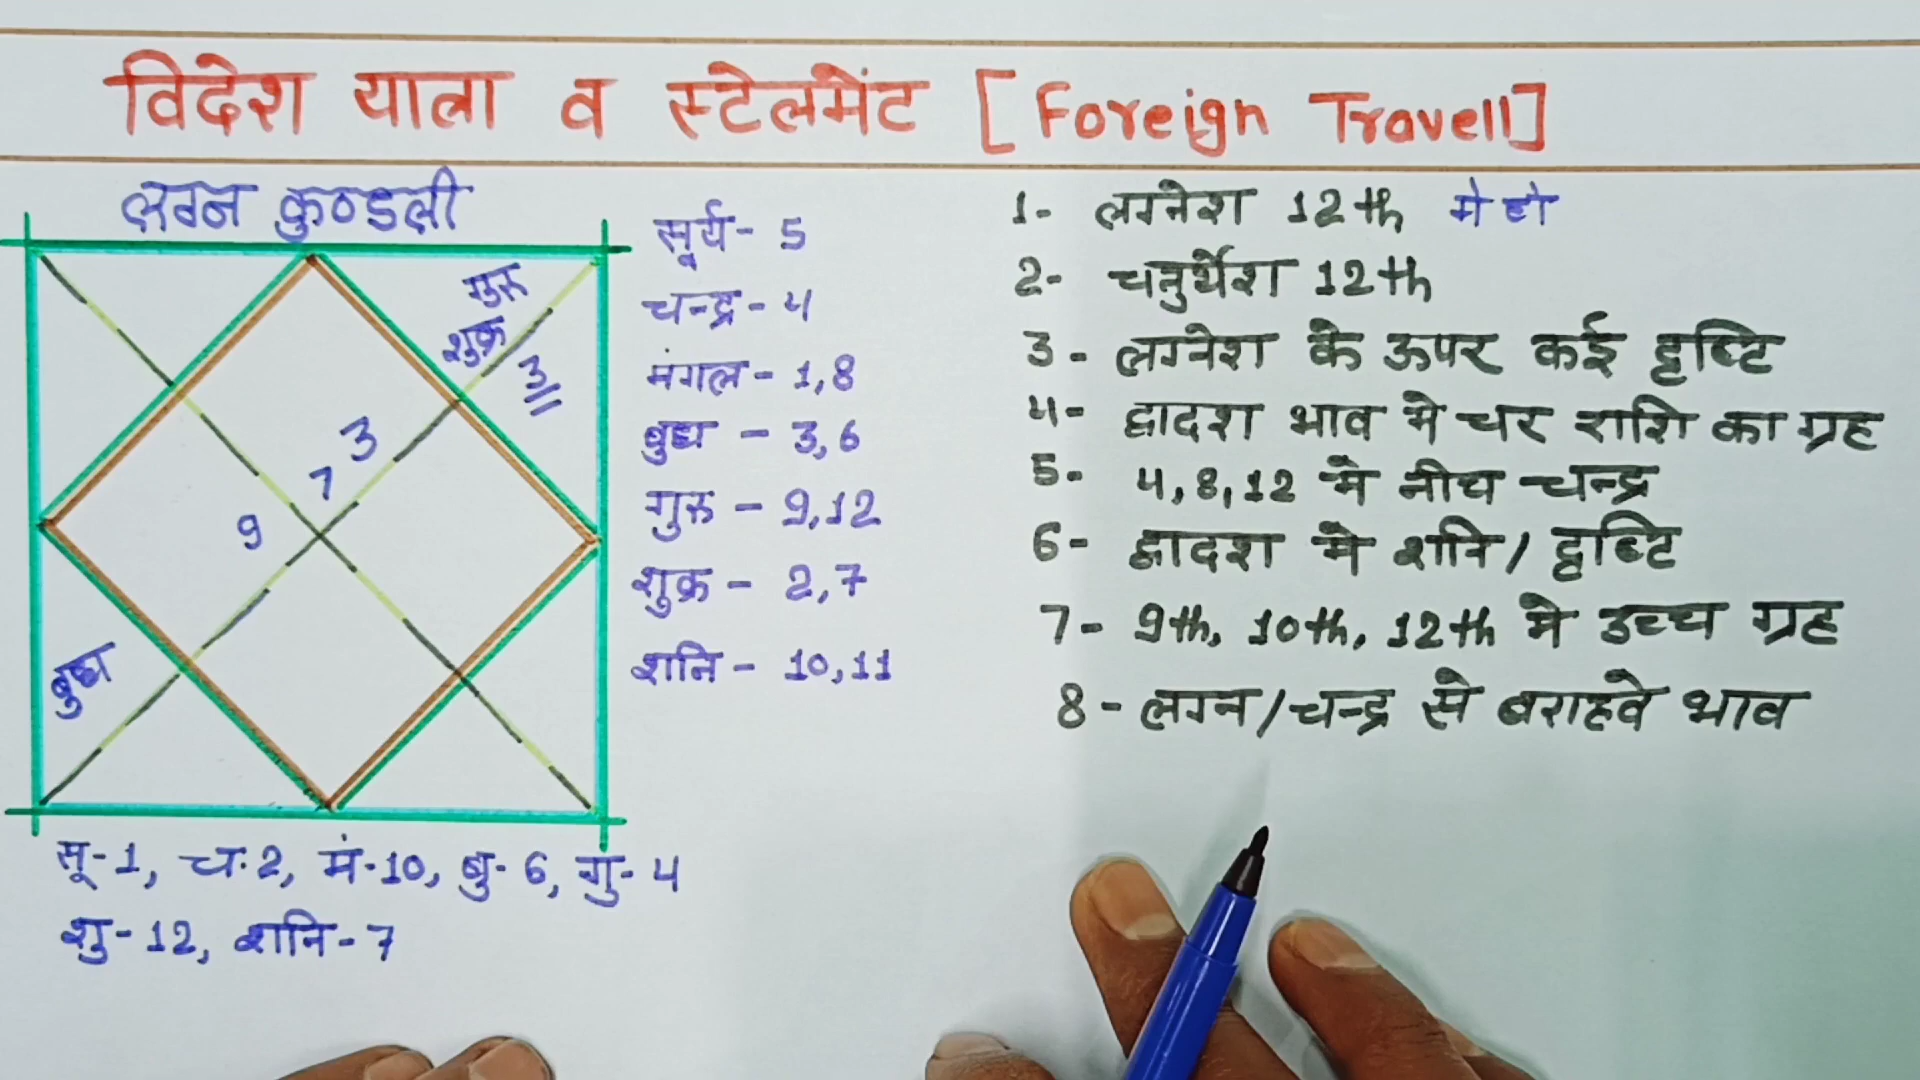 विदेश यात्रा व स्टेलमेंट [Foreign Travell]
लग्न कुण्डली
गुरू
शुक्र
3
3
7
9
बुध
सूर्य - 5
चन्द्र - 4
मंगल - 1,8
बुध - 3,6
गुरू - 9,12
शुक्र - 2,7
शनि - 10,11
सू-1, च.2, मं.10, बु-6, गु-4
शु-12, शनि-7
1- लग्नेश 12th मे हो
2- चतुर्थेश 12th
3- लग्नेश के ऊपर कई दृष्टि
4- द्वादश भाव मे चर राशि का ग्रह
5- 4,8,12 मे नीच चन्द्र
6- द्वादश मे शनि/दृष्टि
7- 9th, 10th, 12th मे उच्च ग्रह
8- लग्न/चन्द्र से बराहवे भाव